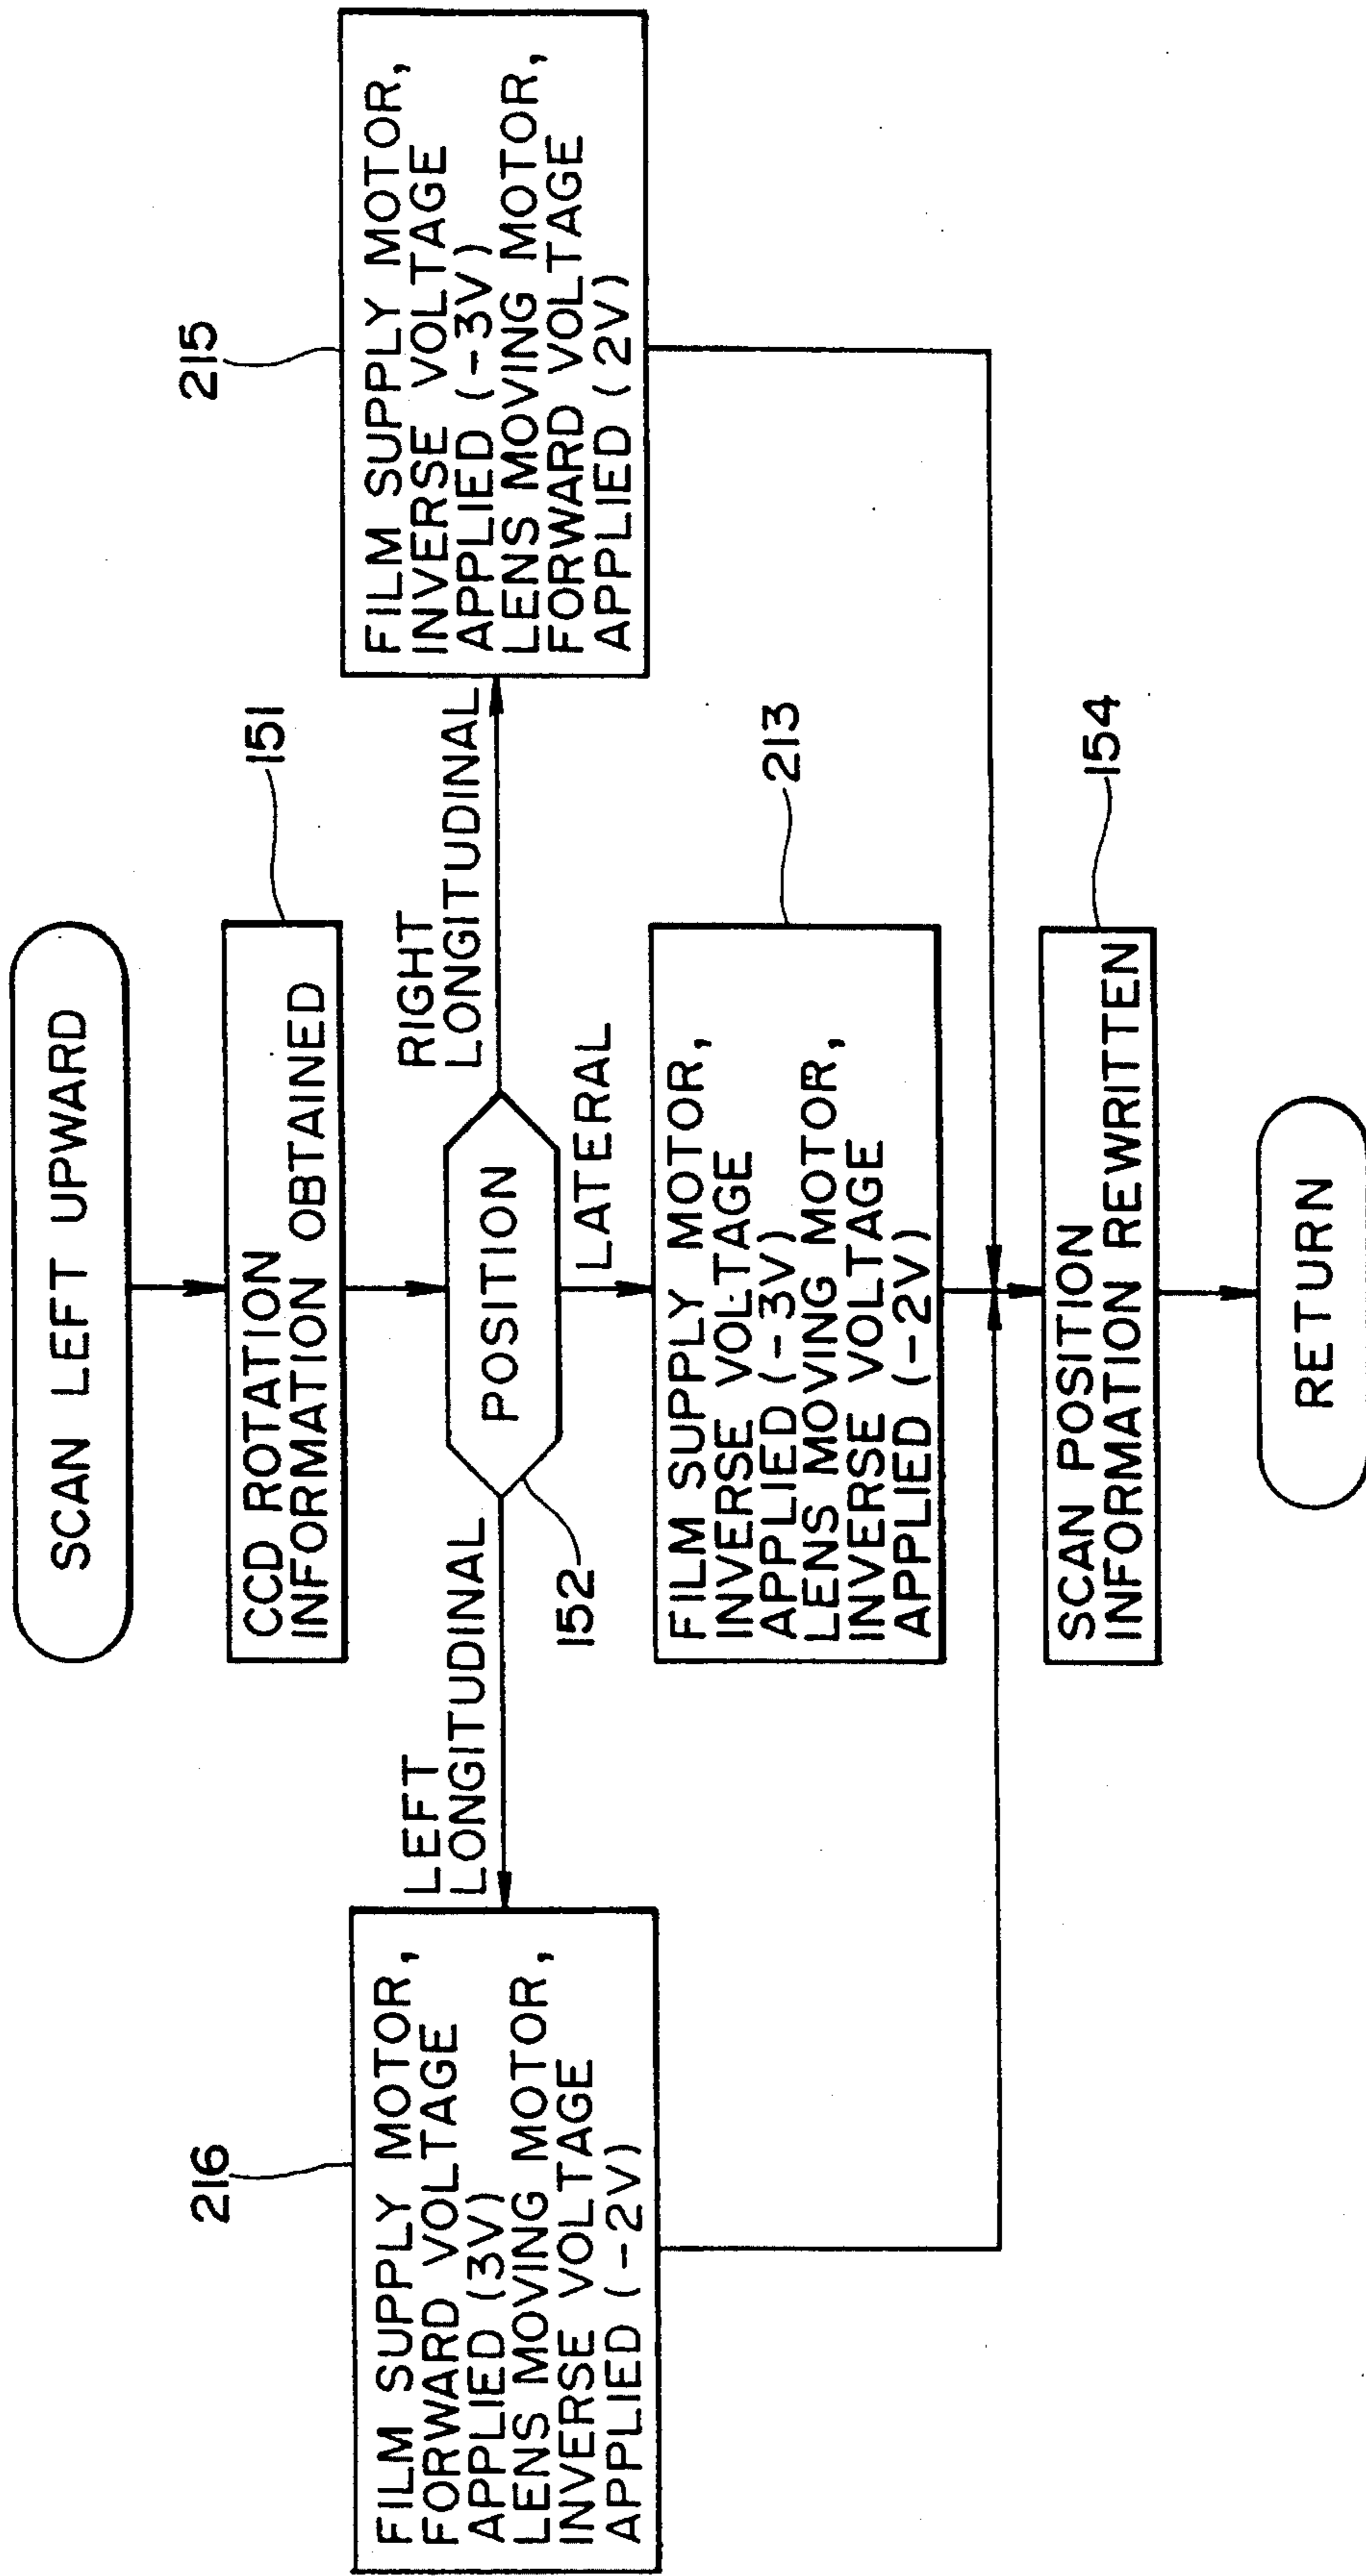 SCAN LEFT UPWARD
CCD ROTATION
INFORMATION OBTAINED
151
POSITION
152
LEFT
LONGITUDINAL
RIGHT
LONGITUDINAL
LATERAL
216
FILM SUPPLY MOTOR,
FORWARD VOLTAGE
APPLIED (3V)
LENS MOVING MOTOR,
INVERSE VOLTAGE
APPLIED (-2V)
215
FILM SUPPLY MOTOR,
INVERSE VOLTAGE
APPLIED (-3V)
LENS MOVING MOTOR,
FORWARD VOLTAGE
APPLIED (2V)
213
FILM SUPPLY MOTOR,
INVERSE VOLTAGE
APPLIED (-3V)
LENS MOVING MOTOR,
INVERSE VOLTAGE
APPLIED (-2V)
154
SCAN POSITION
INFORMATION REWRITTEN
RETURN